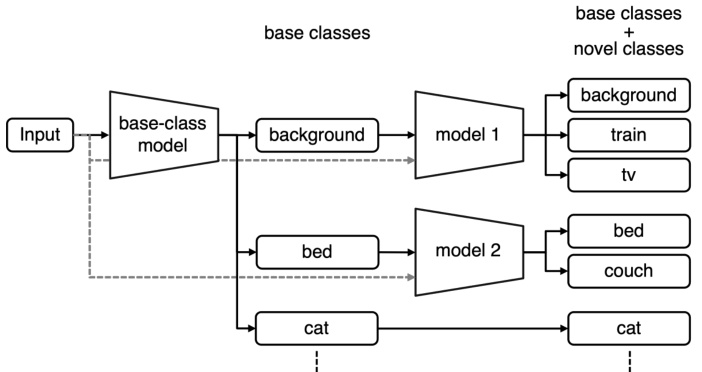 base classes
base classes
+
novel classes
Input
base-class
model
background
model 1
background
train
tv
bed
model 2
bed
couch
cat
cat